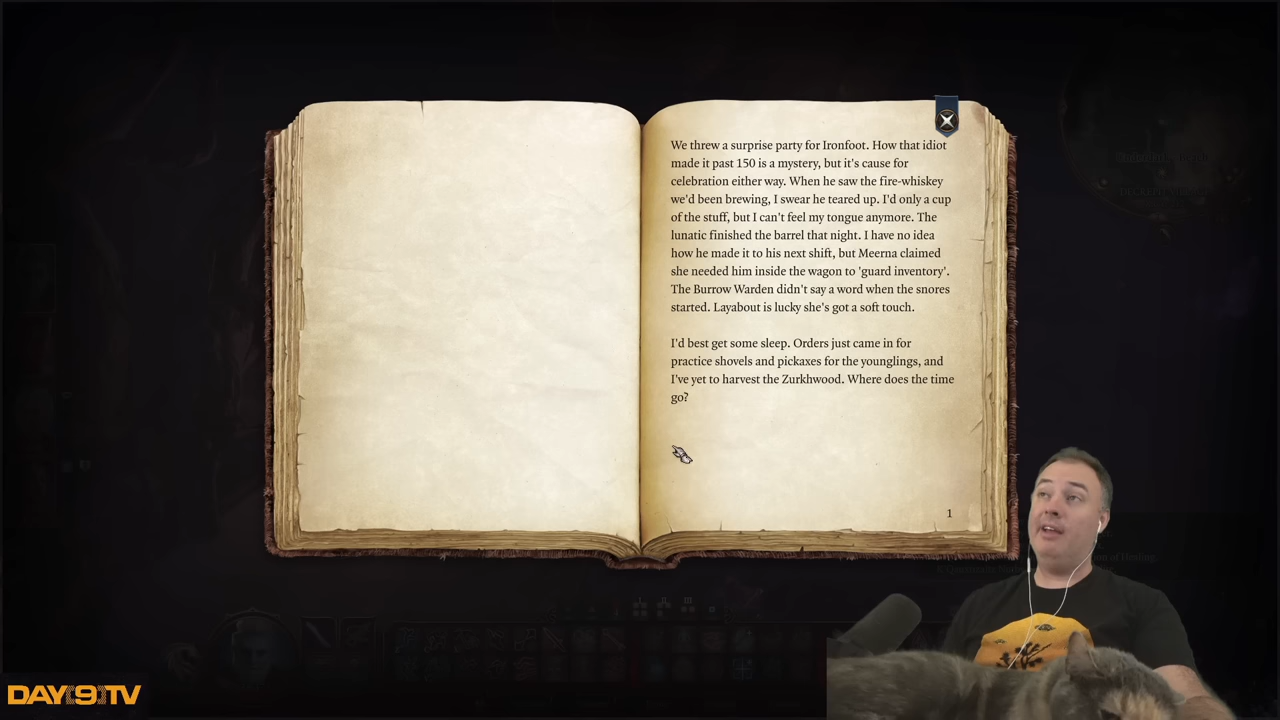 We threw a surprise party for Ironfoot. How that idiot
made it past 150 is a mystery, but it's cause for
celebration either way. When he saw the fire-whiskey
we'd been brewing, I swear he teared up. I'd only a cup
of the stuff, but I can't feel my tongue anymore. The
lunatic finished the barrel that night. I have no idea
how he made it to his next shift, but Meerna claimed
she needed him inside the wagon to 'guard inventory'.
The Burrow Warden didn't say a word when the snores
started. Layabout is lucky she's got a soft touch.
I'd best get some sleep. Orders just came in for
practice shovels and pickaxes for the younglings, and
I've yet to harvest the Zurkhwood. Where does the time
go?
1
DAY[9]TV